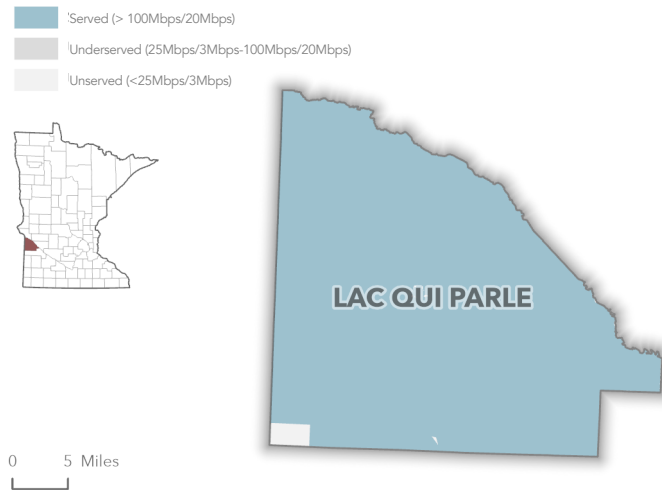 Served (> 100Mbps/20Mbps)
Underserved (25Mbps/3Mbps-100Mbps/20Mbps)
Unserved (<25Mbps/3Mbps)
LAC QUI PARLE
0 5 Miles